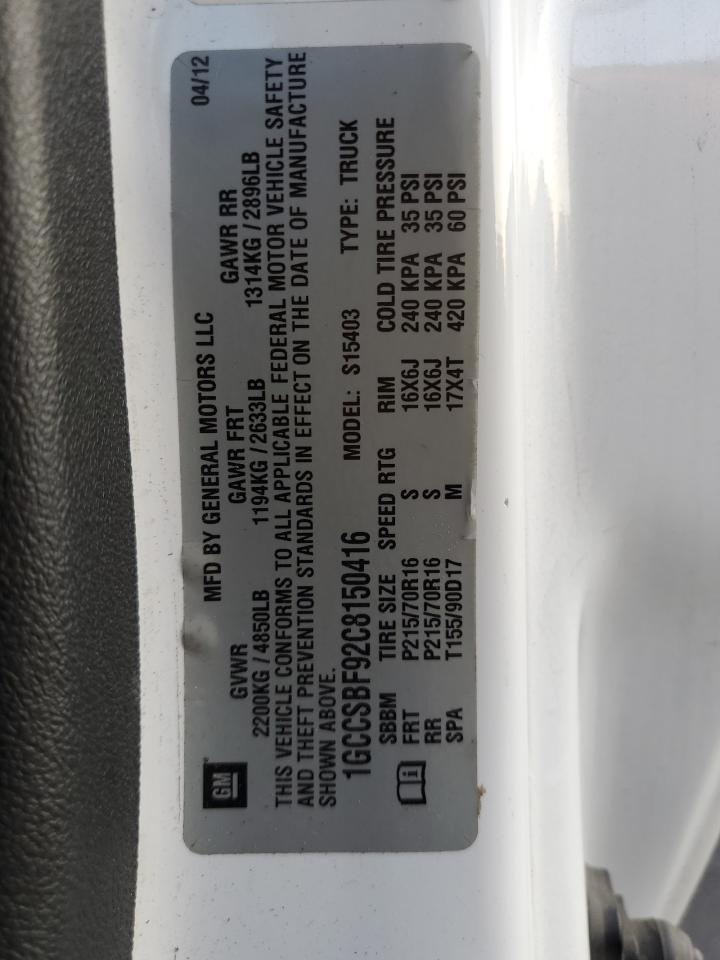 GM
MFD BY GENERAL MOTORS LLC 04/12
GVWR GAWR FRT GAWR RR
2200KG / 4850LB 1194KG / 2633LB 1314KG / 2896LB
THIS VEHICLE CONFORMS TO ALL APPLICABLE FEDERAL MOTOR VEHICLE SAFETY
AND THEFT PREVENTION STANDARDS IN EFFECT ON THE DATE OF MANUFACTURE
SHOWN ABOVE.
1GCCSBF92C8150416 MODEL: S15403 TYPE: TRUCK
SBBM TIRE SIZE SPEED RTG RIM COLD TIRE PRESSURE
FRT P215/70R16 S 16X6J 240 KPA 35 PSI
RR P215/70R16 S 16X6J 240 KPA 35 PSI
SPA T155/90D17 M 17X4T 420 KPA 60 PSI